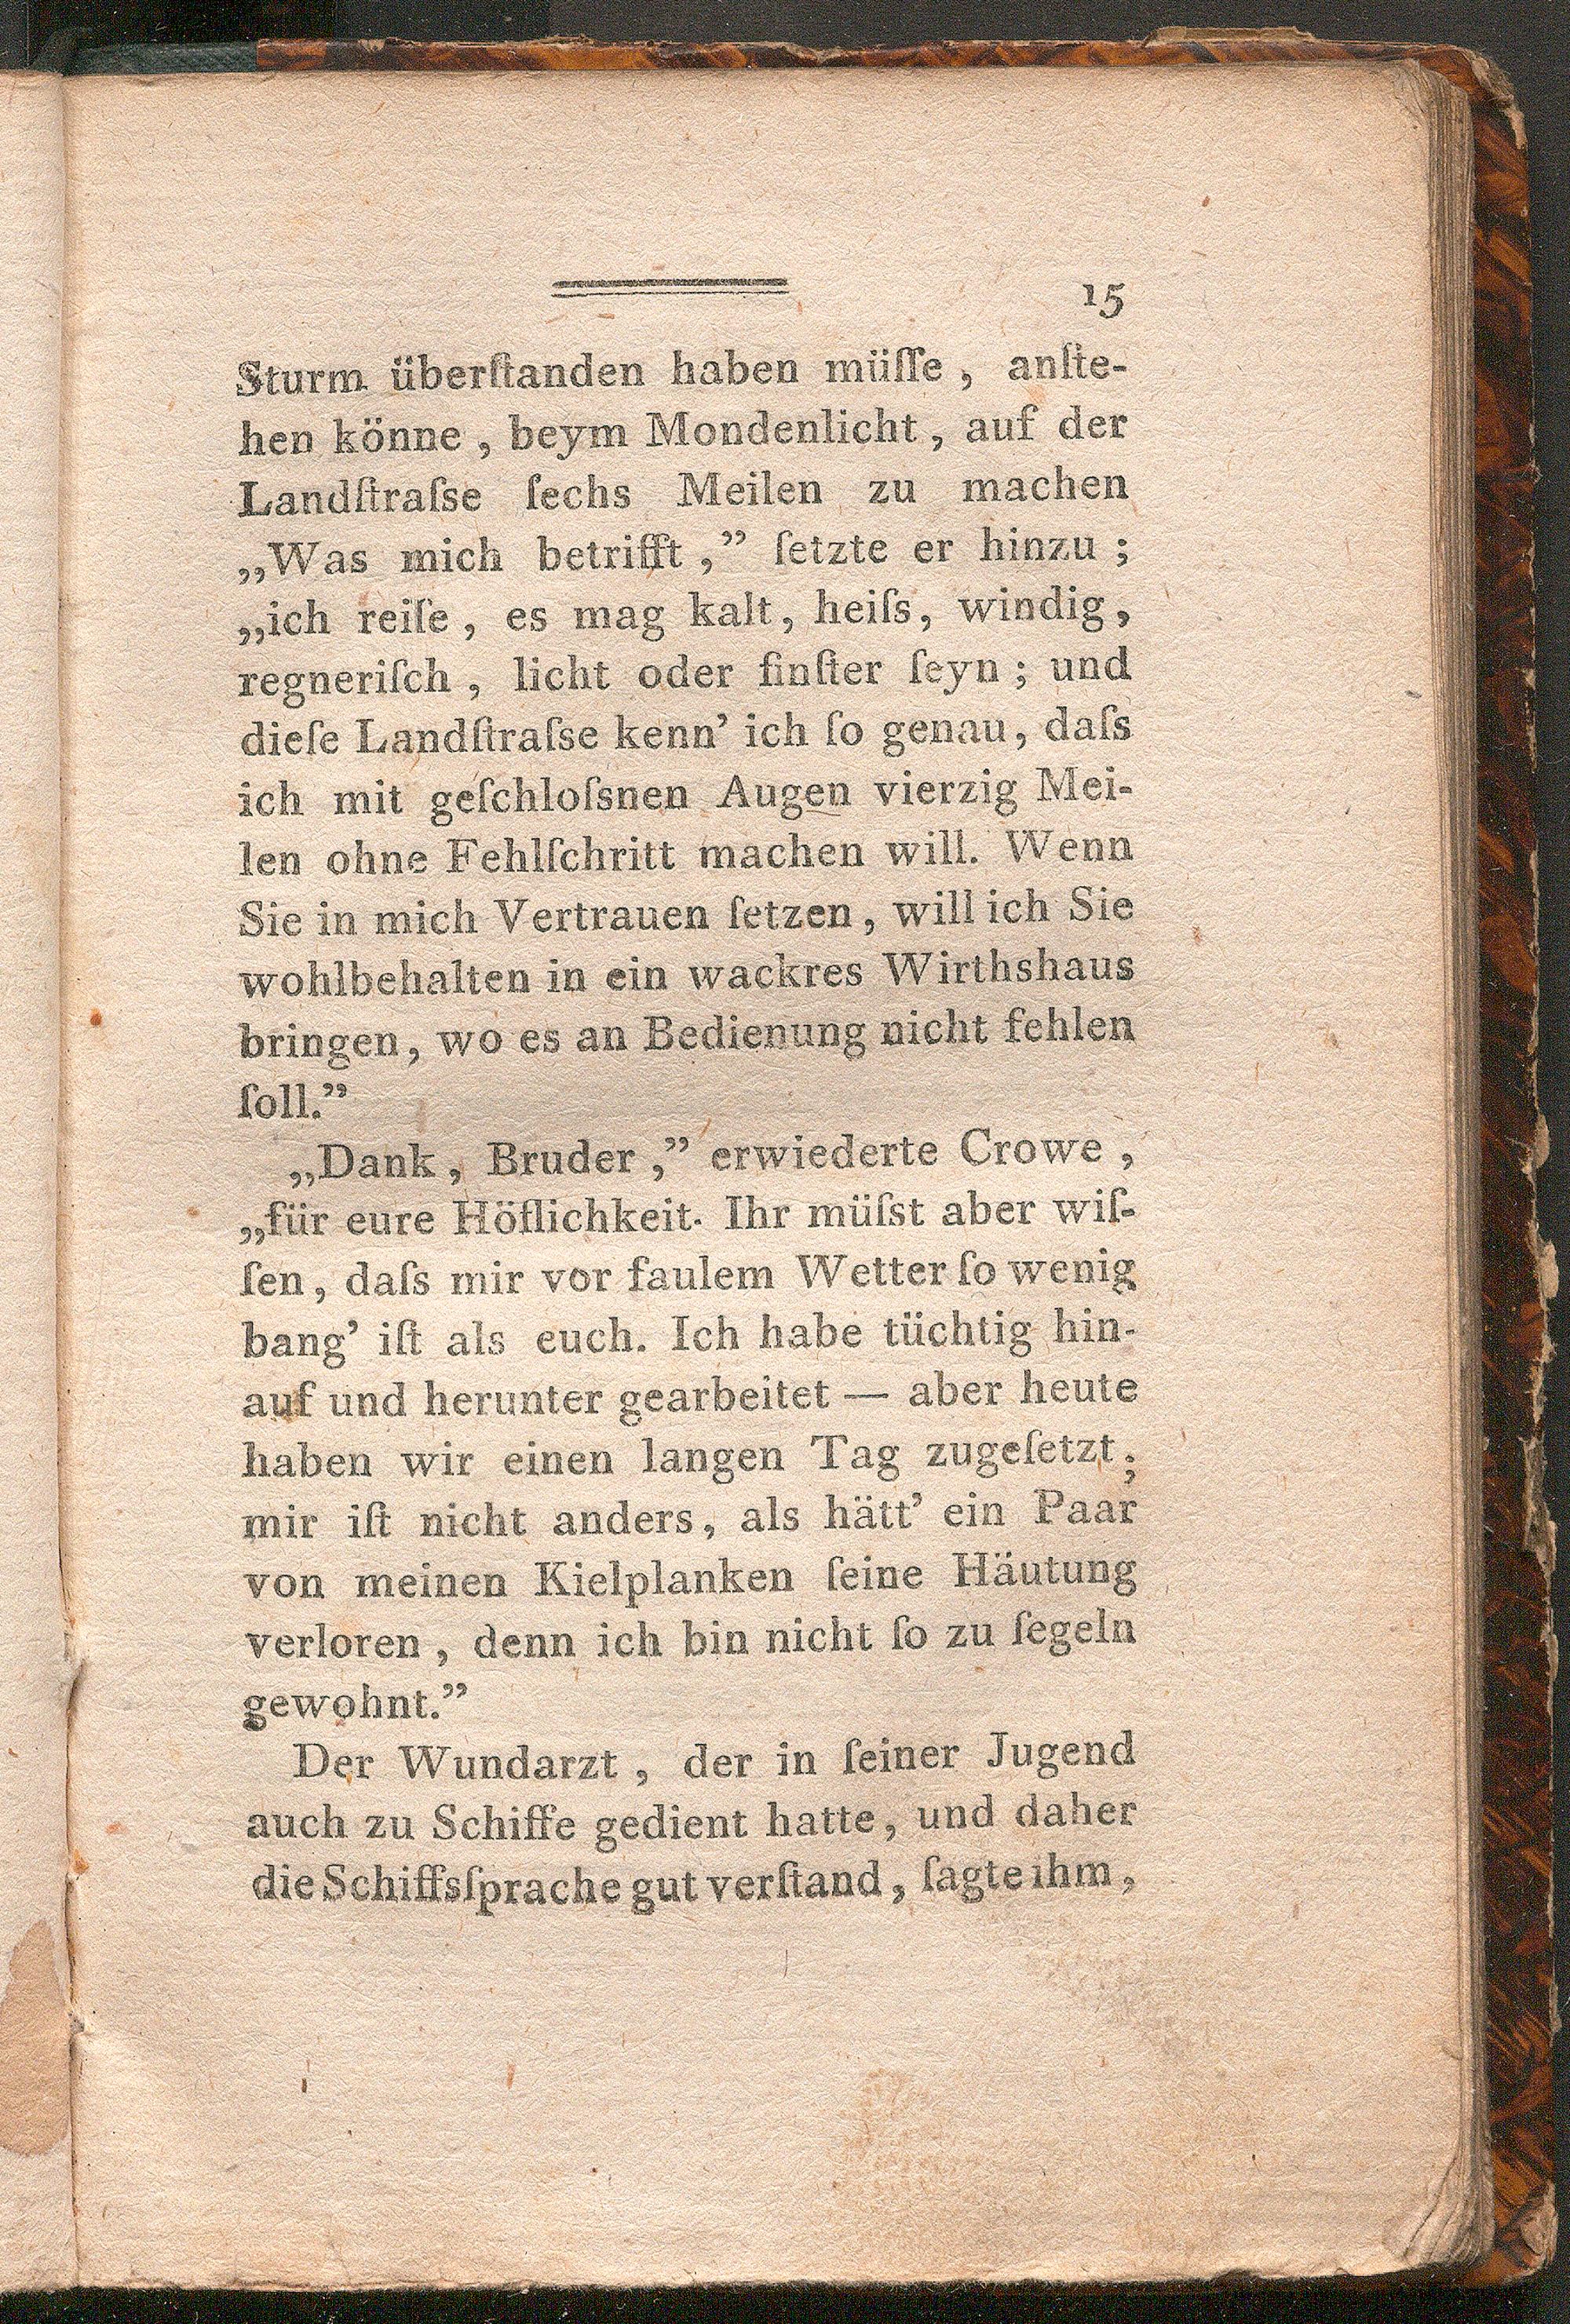 15
Sturm überſtanden haben müſſe, anſte-
hen könne, beym Mondenlicht, auf der
Landſtraſse ſechs Meilen zu machen
„Was mich betrifft,” ſetzte er hinzu;
„ich reiſe, es mag kalt, heiſs, windig,
regneriſch, licht oder finſter ſeyn; und
dieſe Landſtraſse kenn’ ich ſo genau, daſs
ich mit geſchloſsnen Augen vierzig Mei-
len ohne Fehlſchritt machen will. Wenn
Sie in mich Vertrauen ſetzen, will ich Sie
wohlbehalten in ein wackres Wirthshaus
bringen, wo es an Bedienung nicht fehlen
ſoll.”
„Dank, Bruder,” erwiederte Crowe,
„für eure Höflichkeit. Ihr müſst aber wiſ-
ſen, daſs mir vor faulem Wetter ſo wenig
bang’ iſt als euch. Ich habe tüchtig hin-
auf und herunter gearbeitet — aber heute
haben wir einen langen Tag zugeſetzt;
mir iſt nicht anders, als hätt’ ein Paar
von meinen Kielplanken ſeine Häutung
verloren, denn ich bin nicht ſo zu ſegeln
gewohnt.”
Der Wundarzt, der in ſeiner Jugend
auch zu Schiffe gedient hatte, und daher
die Schiffsſprache gut verſtand, ſagte ihm,